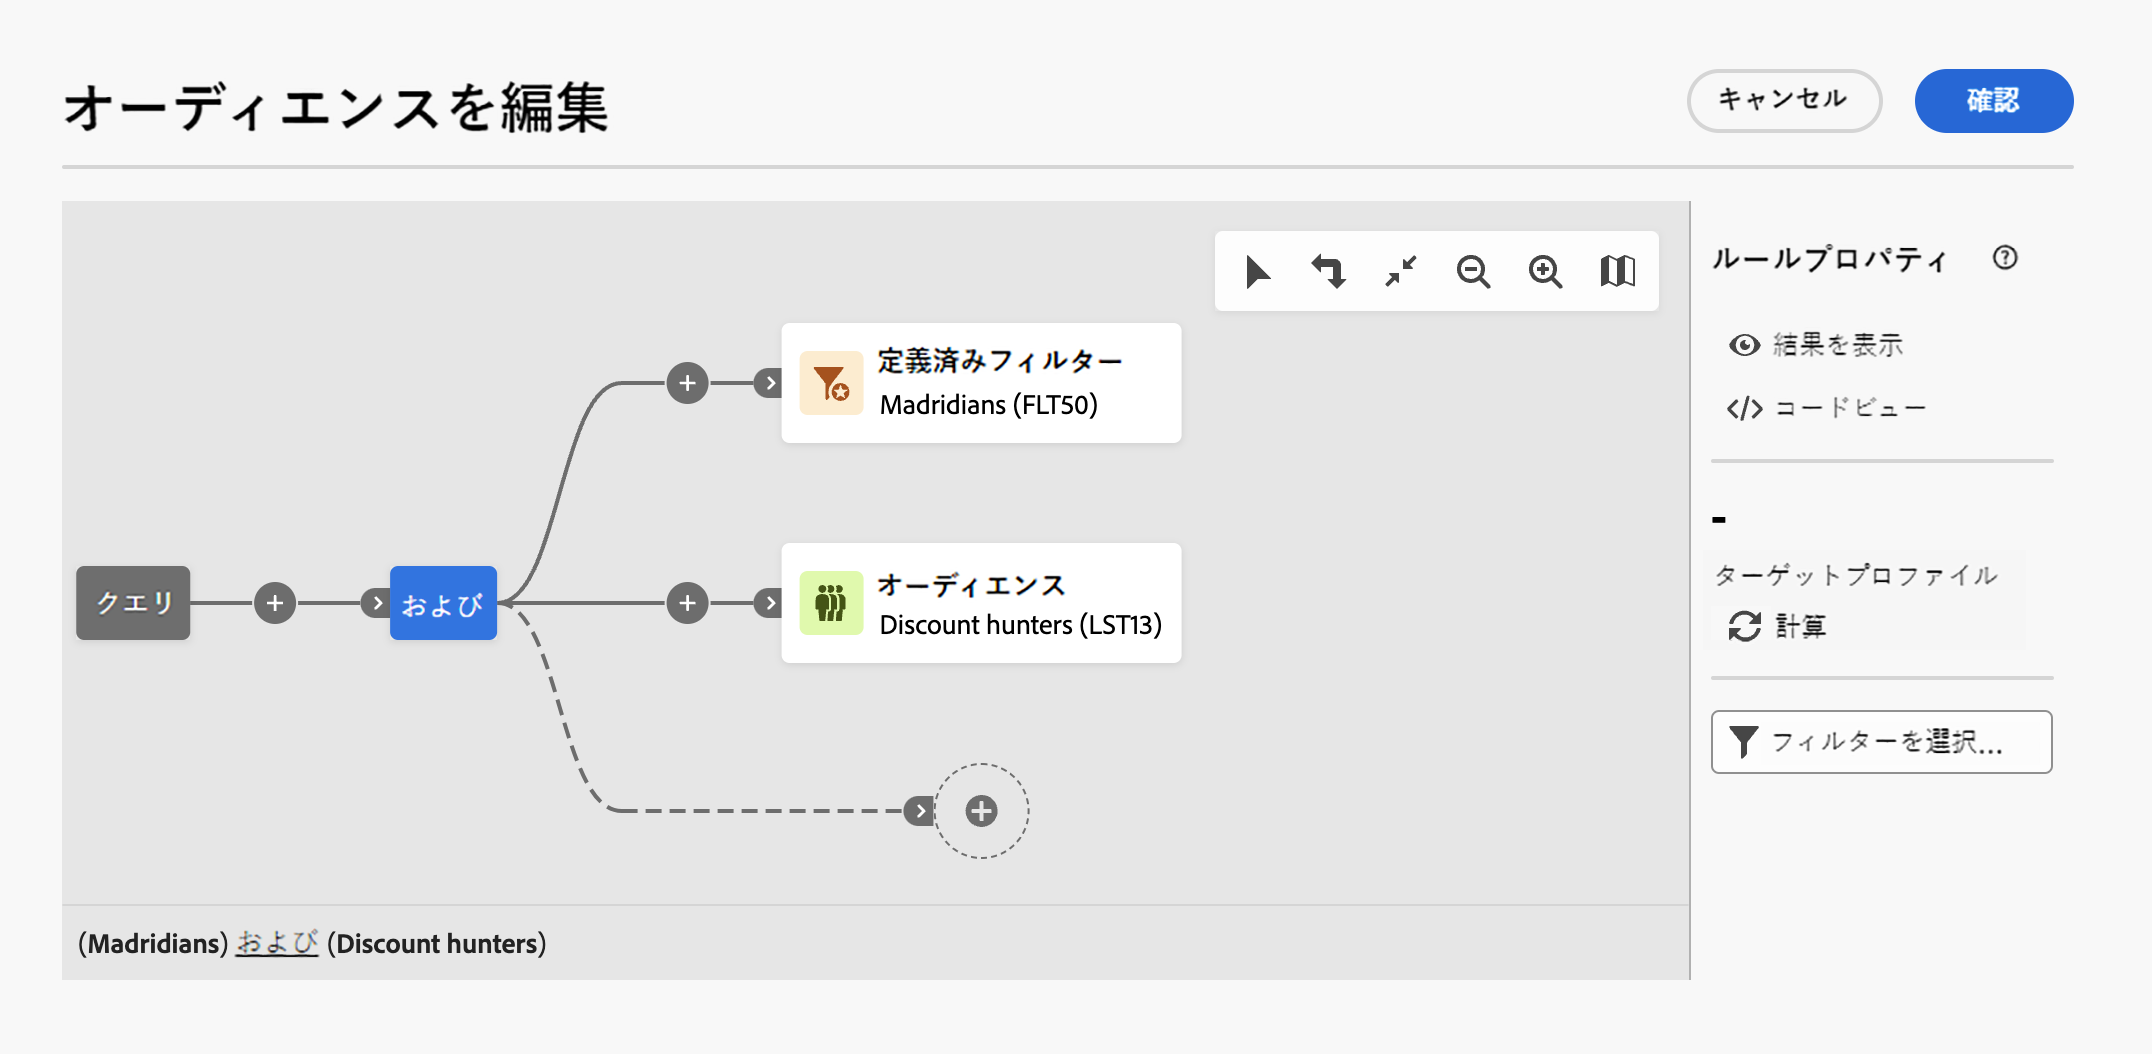 オーディエンスを編集
キャンセル
確認
ルールプロパティ
結果を表示
コードビュー
-
ターゲットプロファイル
計算
フィルターを選択...
定義済みフィルター
Madridians (FLT50)
クエリ
および
オーディエンス
Discount hunters (LST13)
(Madridians) および (Discount hunters)